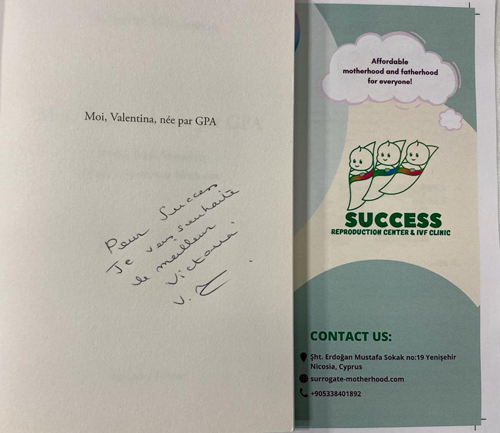 Moi, Valentina, née par GPA
Pour Success
Je vous souhaite
le meilleur.
Victoria
V.
Affordable
motherhood and fatherhood
for everyone!
SUCCESS
REPRODUCTION CENTER & IVF CLINIC
CONTACT US:
Şht. Erdoğan Mustafa Sokak no:19 Yenişehir
Nicosia, Cyprus
surrogate-motherhood.com
+905338401892